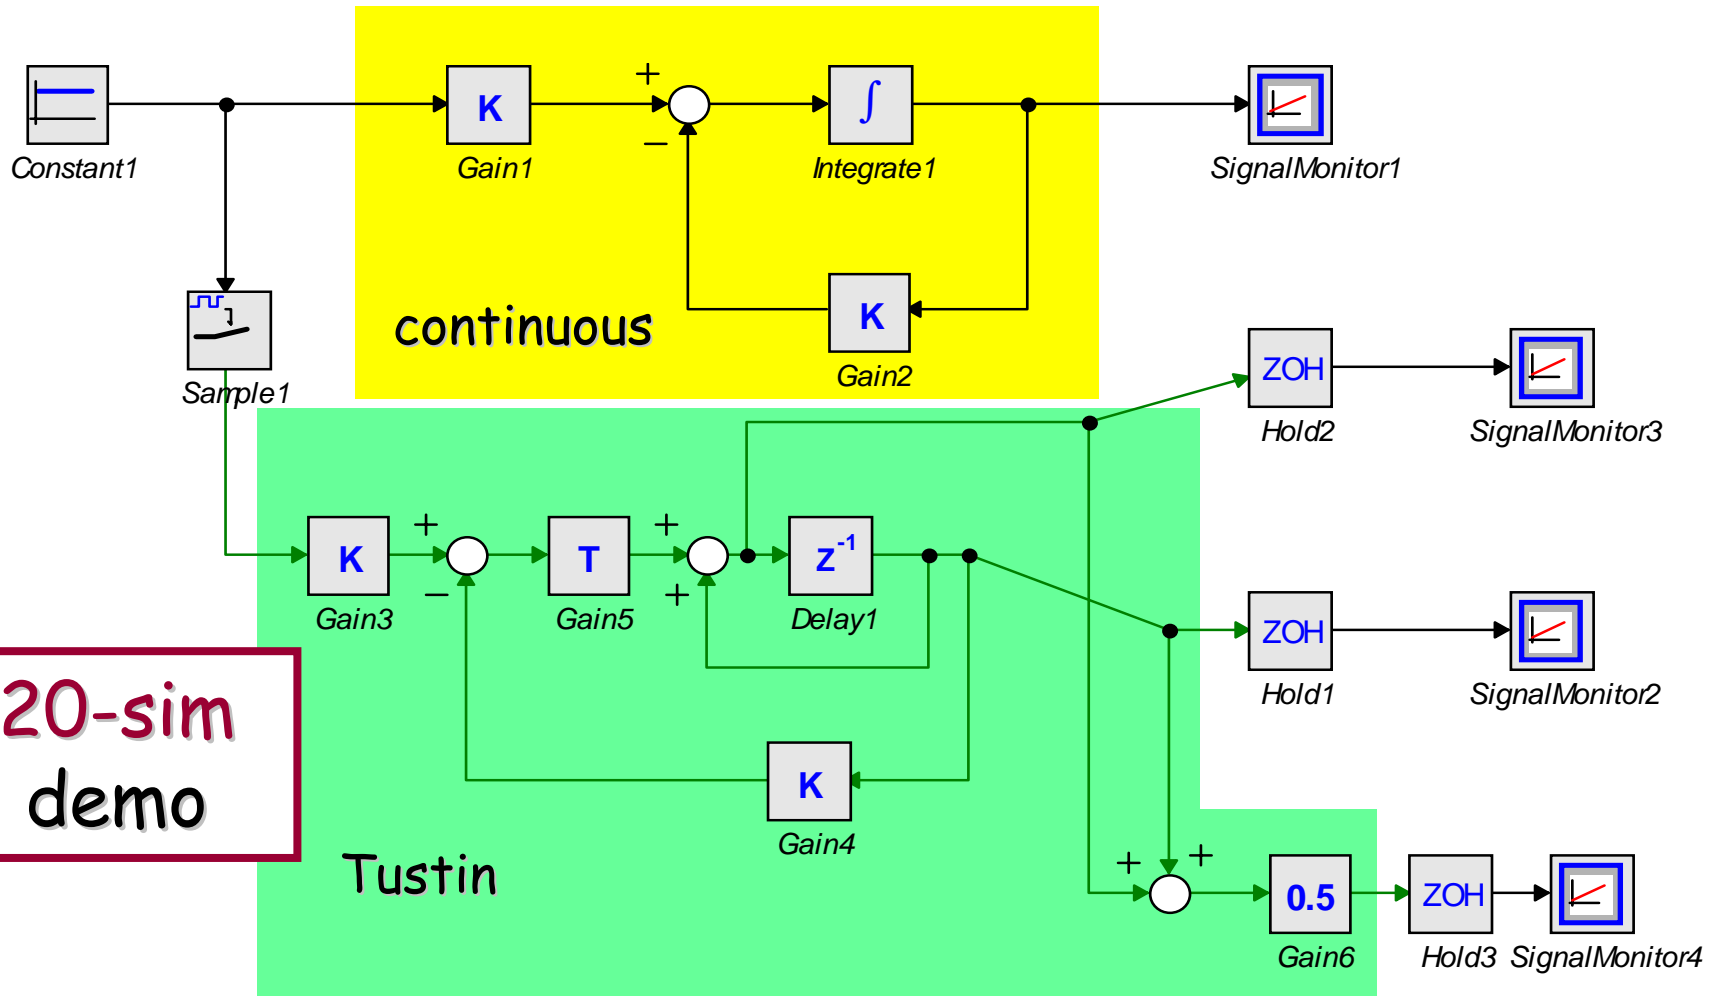 K
∫
Constant1
Gain1
Integrate1
SignalMonitor1
+
−
continuous
K
Gain2
Sample1
ZOH
Hold2
SignalMonitor3
K
Gain3
+
−
T
Gain5
+
+
z-1
Delay1
ZOH
Hold1
SignalMonitor2
20-sim
demo
K
Gain4
Tustin
+
+
0.5
Gain6
ZOH
Hold3
SignalMonitor4